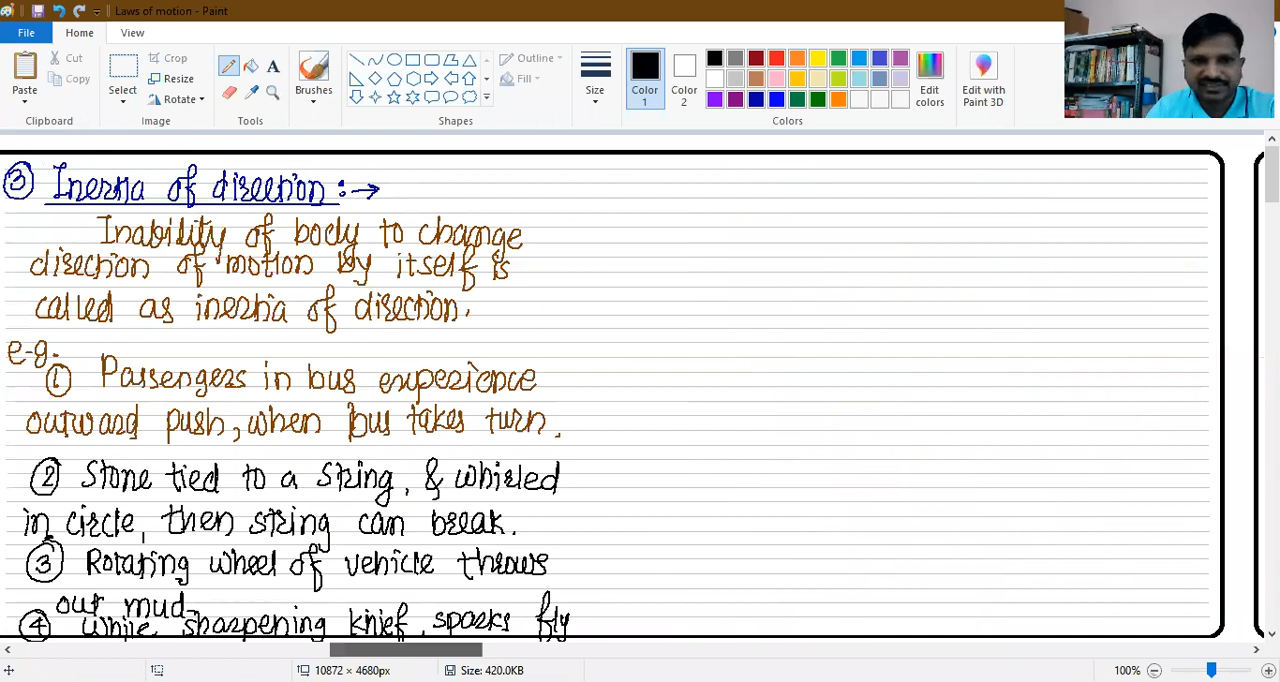 Laws of motion - Paint
File
Home
View
Paste
Cut
Copy
Clipboard
Select
Crop
Resize
Rotate
Image
Tools
Brushes
Outline
Fill
Shapes
Size
Color 1
Color 2
Edit colors
Edit with Paint 3D
Colors
③ Inertia of direction :→
Inability of body to change
direction of motion by itself is
called as inertia of direction.
e-g.
① Passengers in bus experience
outward push, when bus takes turn.
② Stone tied to a string, & whirled
in circle, then string can break.
③ Rotating wheel of vehicle throws
out mud
④ while sharpening knief, sparks fly
10872 × 4680px
Size: 420.0KB
100%